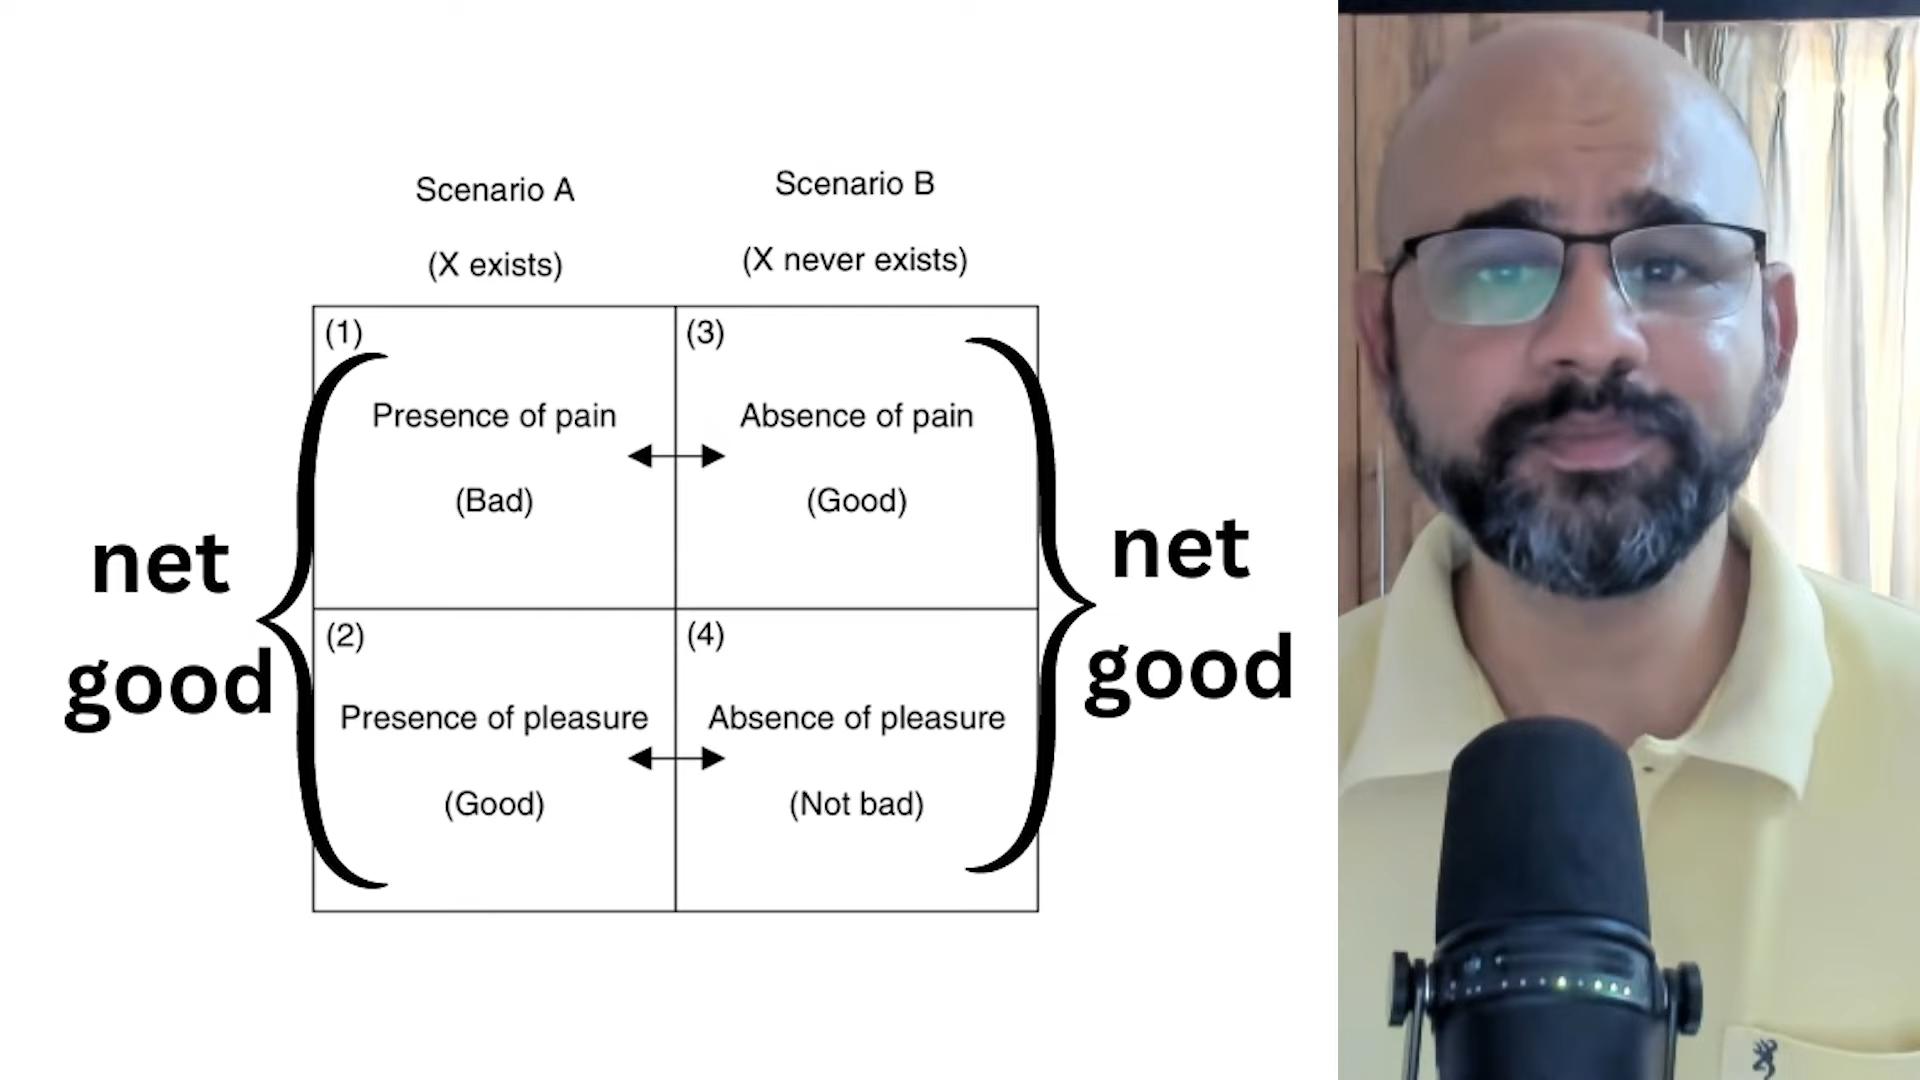 Scenario A
(X exists)
Scenario B
(X never exists)
(1)
Presence of pain
(Bad)
(3)
Absence of pain
(Good)
(2)
Presence of pleasure
(Good)
(4)
Absence of pleasure
(Not bad)
net
good
net
good